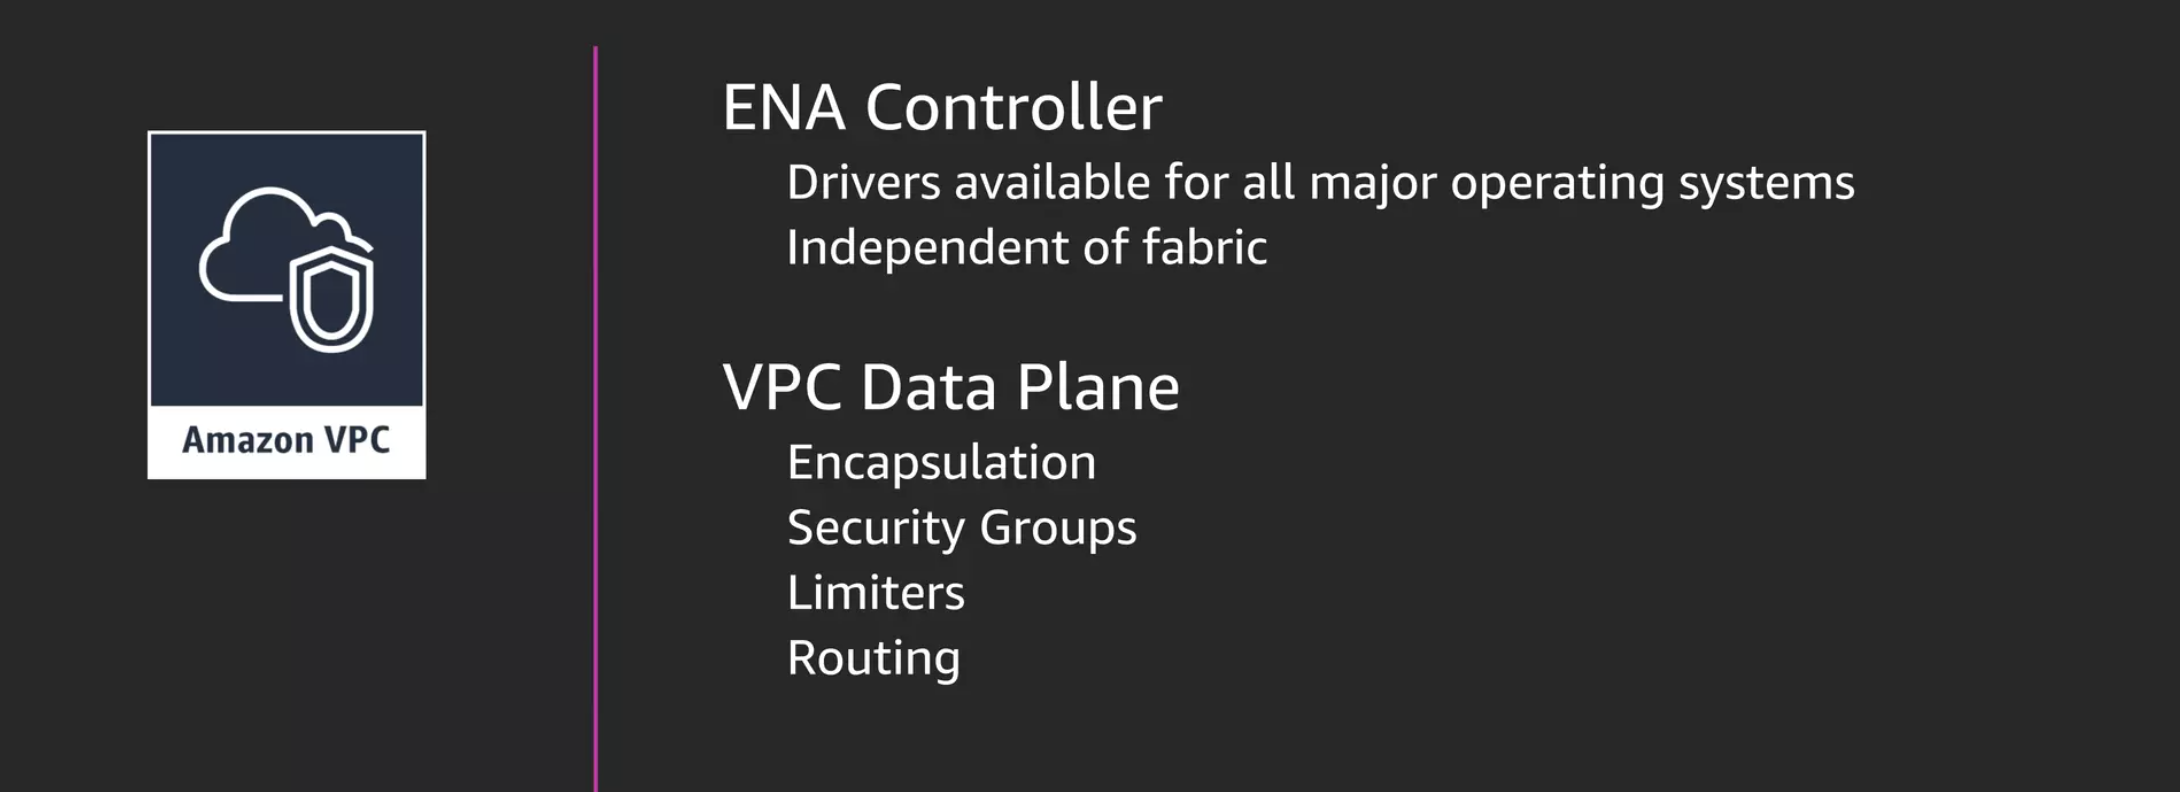 Amazon VPC
ENA Controller
Drivers available for all major operating systems
Independent of fabric
VPC Data Plane
Encapsulation
Security Groups
Limiters
Routing